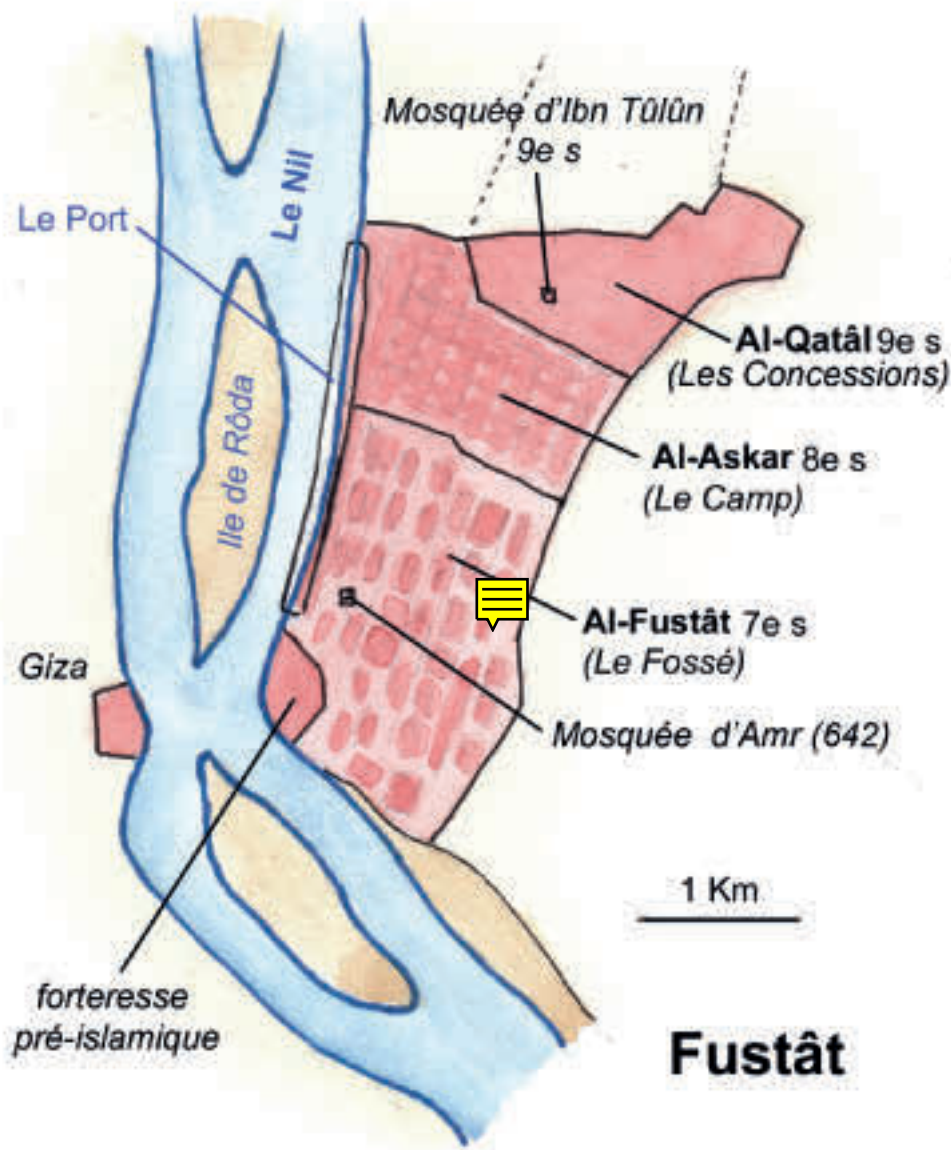 Mosquée d'Ibn Tûlûn
9e s
Le Nil
Le Port
Al-Qatâl 9e s
(Les Concessions)
Ile de Rôda
Al-Askar 8e s
(Le Camp)
Al-Fustât 7e s
(Le Fossé)
Giza
Mosquée d'Amr (642)
1 Km
forteresse
pré-islamique
Fustât